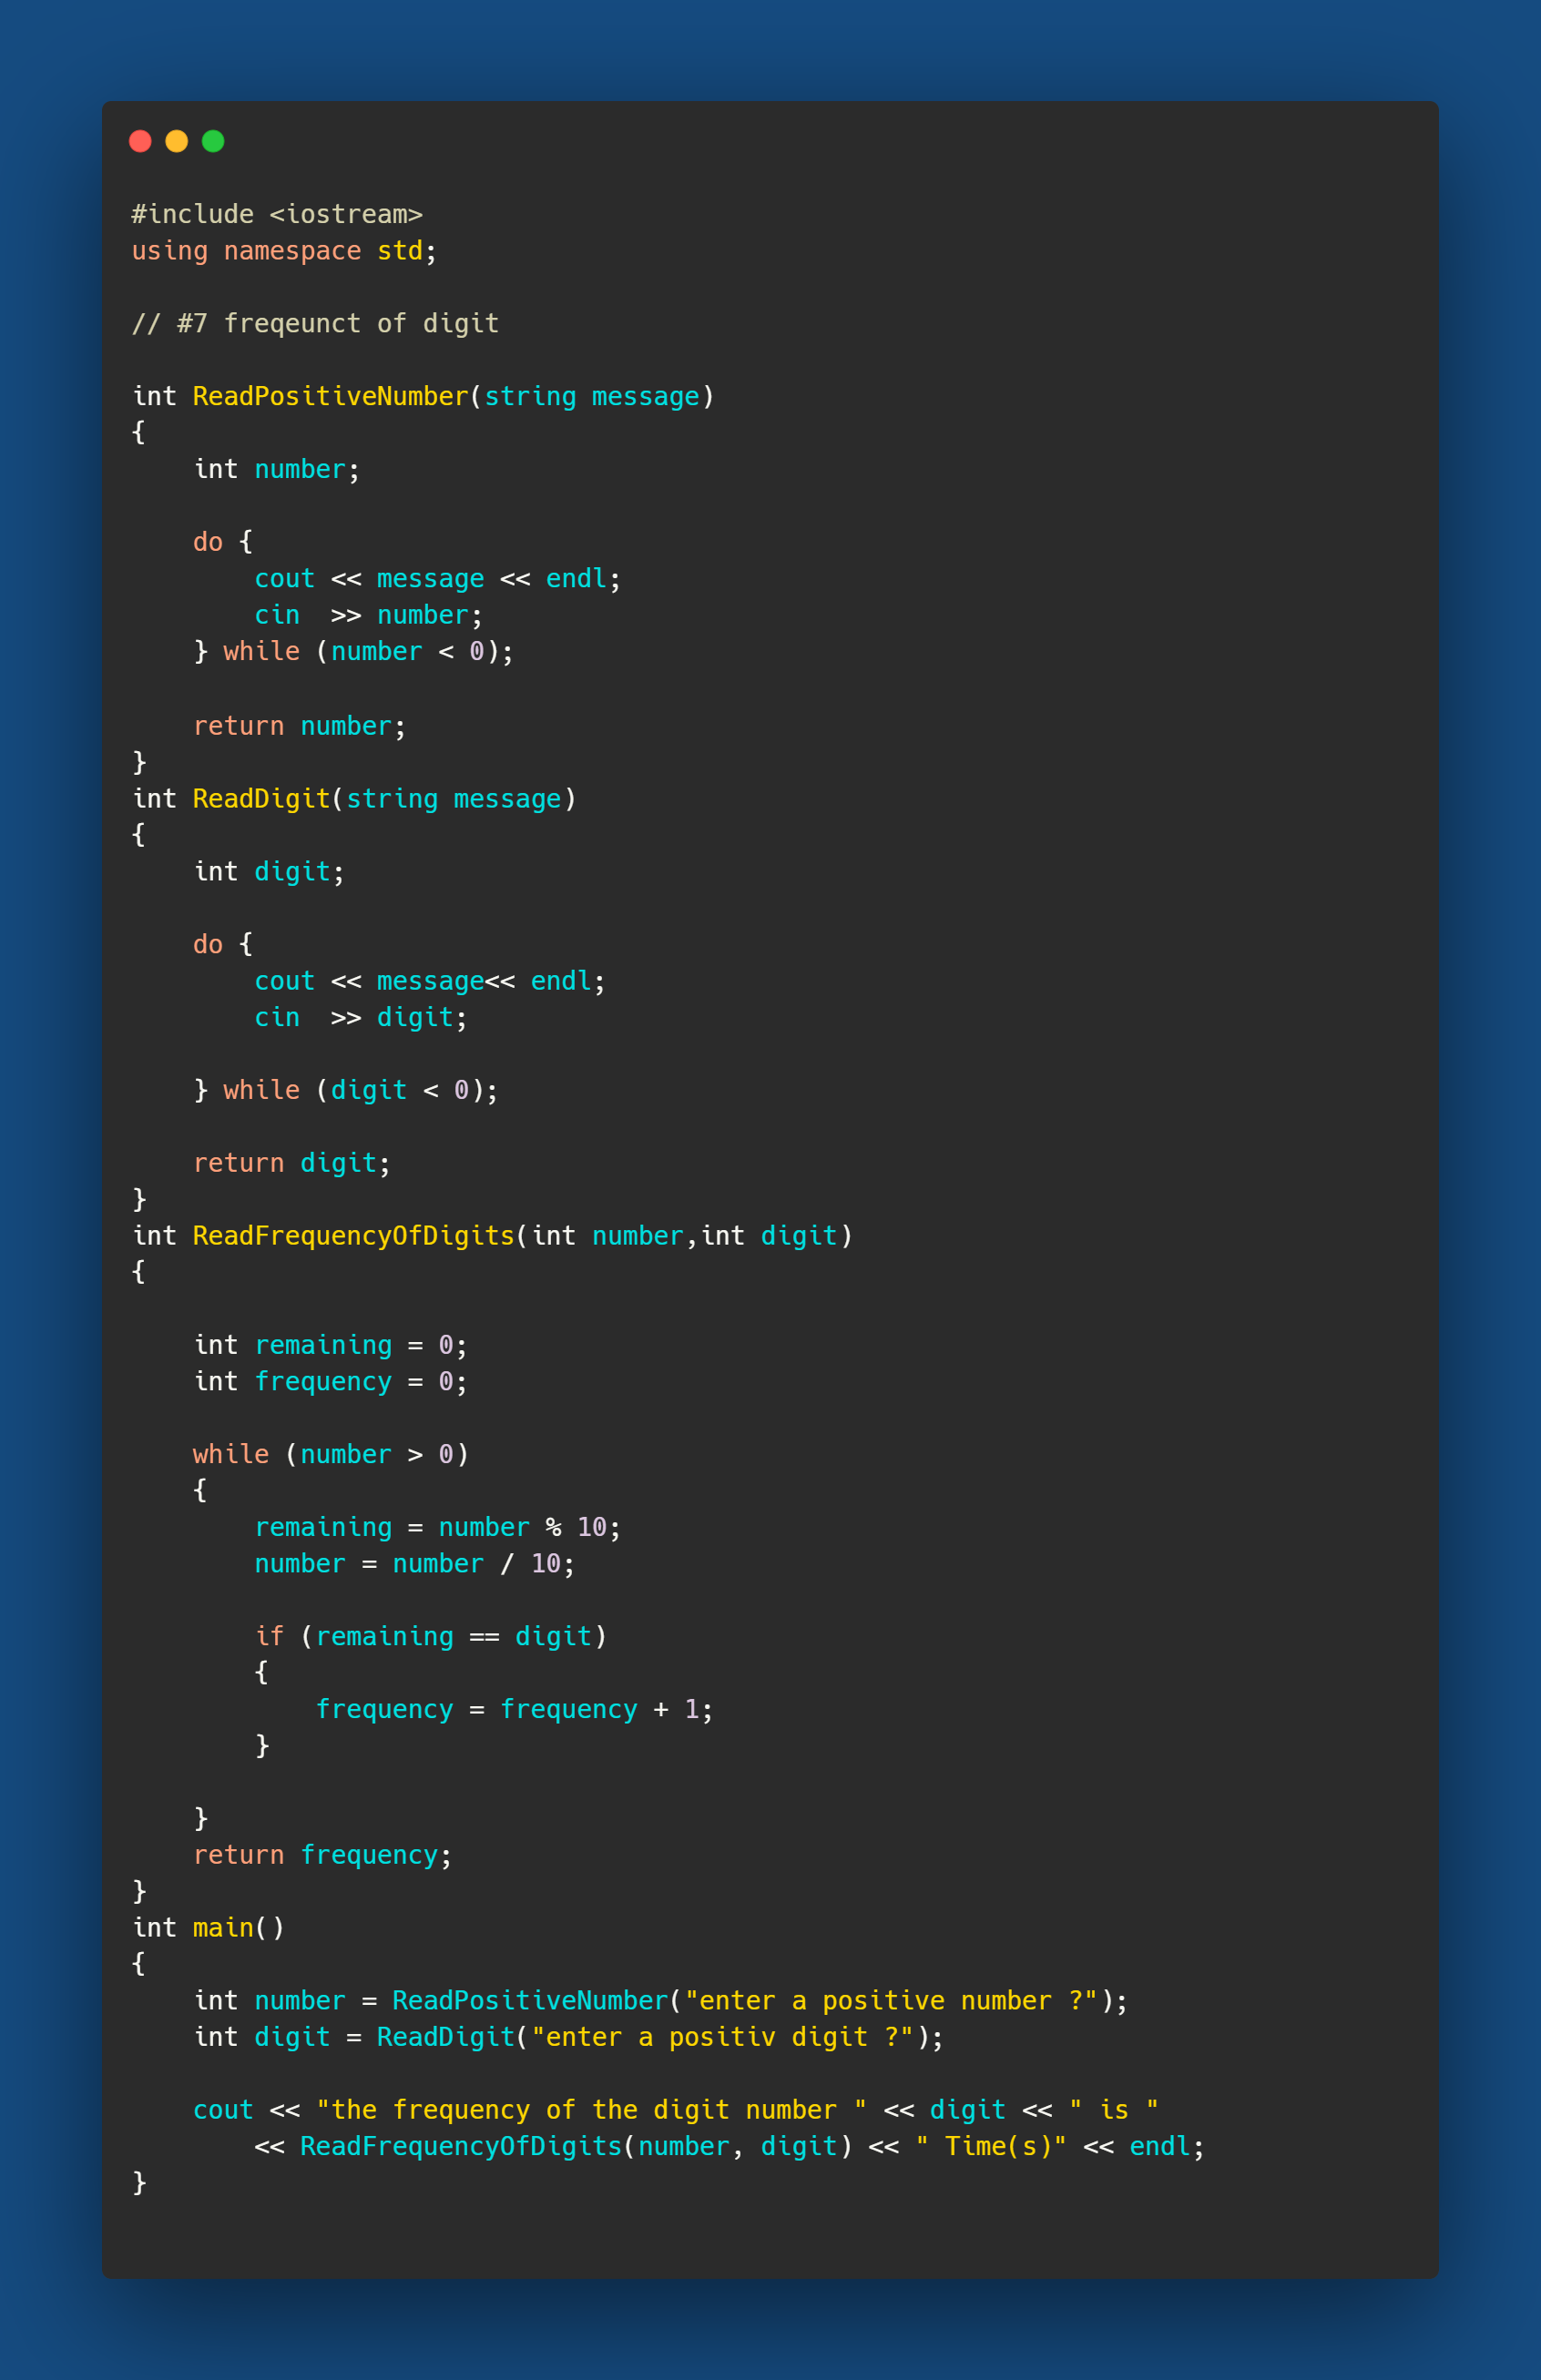 #include <iostream>
using namespace std;

// #7 freqeunct of digit

int ReadPositiveNumber(string message)
{
    int number;

    do {
        cout << message << endl;
        cin  >> number;
    } while (number < 0);

    return number;
}
int ReadDigit(string message)
{
    int digit;

    do {
        cout << message<< endl;
        cin  >> digit;

    } while (digit < 0);

    return digit;
}
int ReadFrequencyOfDigits(int number,int digit)
{

    int remaining = 0;
    int frequency = 0;

    while (number > 0)
    {
        remaining = number % 10;
        number = number / 10;

        if (remaining == digit)
        {
            frequency = frequency + 1;
        }

    }
    return frequency;
}
int main()
{
    int number = ReadPositiveNumber("enter a positive number ?");
    int digit = ReadDigit("enter a positiv digit ?");

    cout << "the frequency of the digit number " << digit << " is "
        << ReadFrequencyOfDigits(number, digit) << " Time(s)" << endl;
}